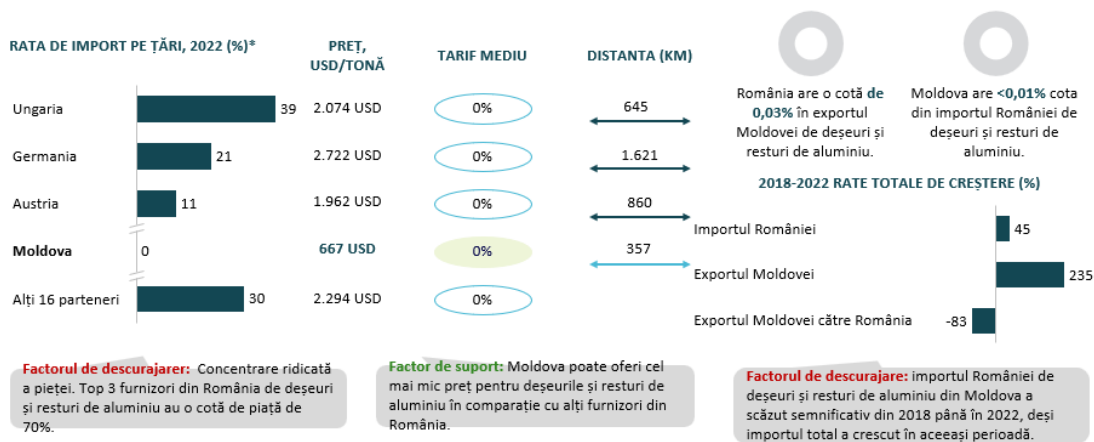 RATA DE IMPORT PE ȚĂRI, 2022 (%)*
PREȚ,
USD/TONĂ
TARIF MEDIU
DISTANTA (KM)
Ungaria
39
2.074 USD
0%
645
Germania
21
2.722 USD
0%
1.621
Austria
11
1.962 USD
0%
860
Moldova
0
667 USD
0%
357
Alți 16 parteneri
30
2.294 USD
0%
România are o cotă de
0,03% în exportul
Moldovei de deșeuri și
resturi de aluminiu.
Moldova are <0,01% cota
din importul României de
deșeuri și resturi de
aluminiu.
2018-2022 RATE TOTALE DE CREȘTERE (%)
Importul României
45
Exportul Moldovei
235
Exportul Moldovei către România
-83
Factorul de descurajarer: Concentrare ridicată
a pieței. Top 3 furnizori din România de deșeuri
și resturi de aluminiu au o cotă de piață de
70%.
Factor de suport: Moldova poate oferi cel
mai mic preț pentru deșeurile și resturi de
aluminiu în comparație cu alți furnizori din
România.
Factorul de descurajare: importul României de
deșeuri și resturi de aluminiu din Moldova a
scăzut semnificativ din 2018 până în 2022, deși
importul total a crescut în aceeași perioadă.